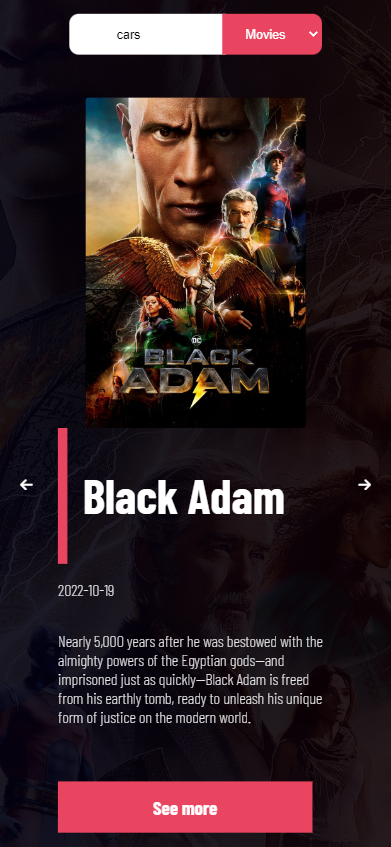 cars
Movies
DC
BLACK
ADAM
Black Adam
2022-10-19
Nearly 5,000 years after he was bestowed with the
almighty powers of the Egyptian gods—and
imprisoned just as quickly—Black Adam is freed
from his earthly tomb, ready to unleash his unique
form of justice on the modern world.
See more